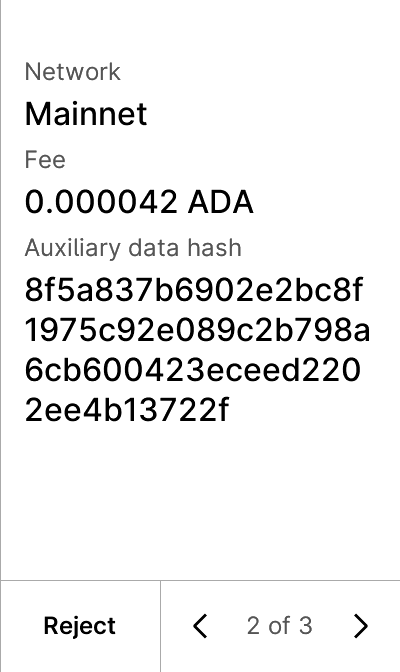 Network
Mainnet
Fee
0.000042 ADA
Auxiliary data hash
8f5a837b6902e2bc8f
1975c92e089c2b798a
6cb600423eceed220
2ee4b13722f
Reject
2 of 3